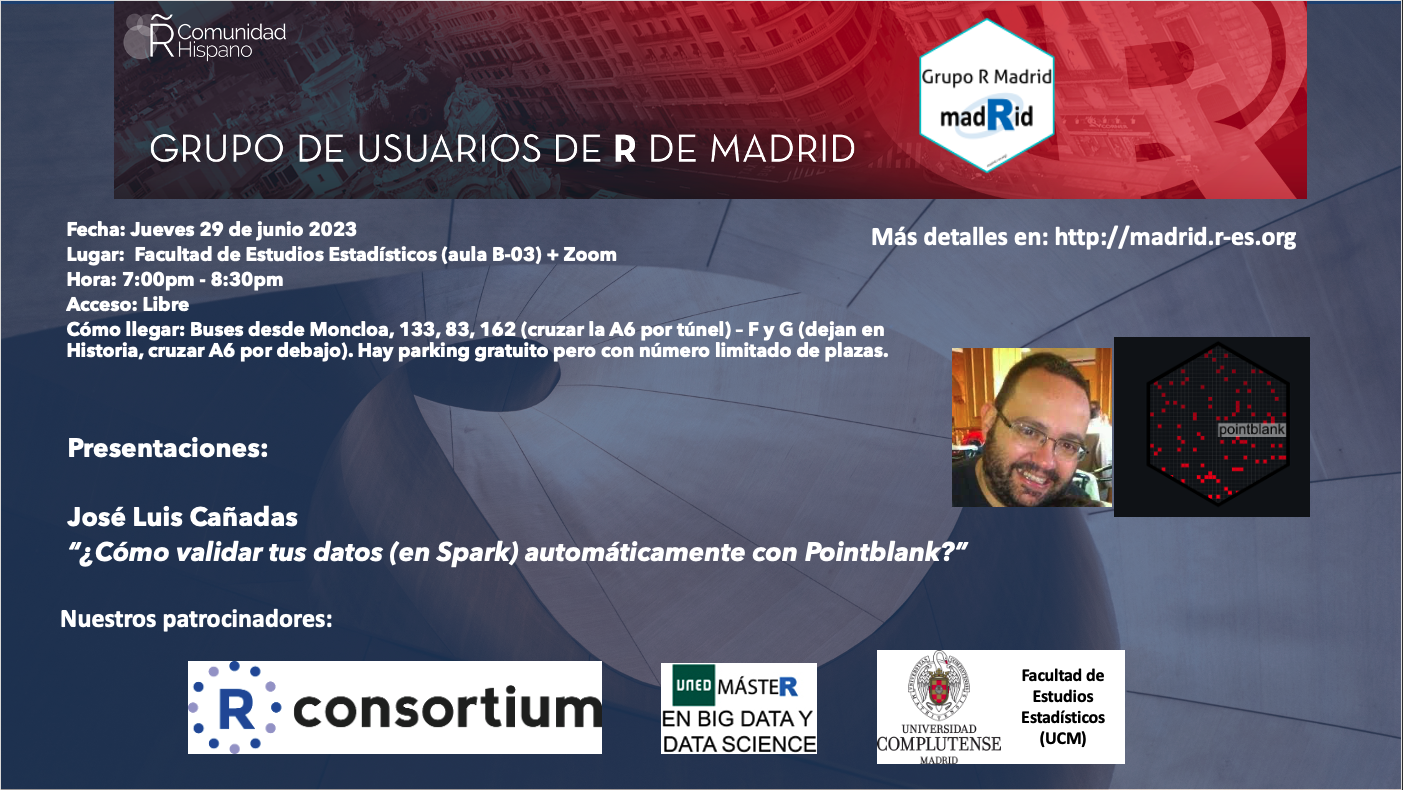 R̃ Comunidad
Hispano
GRUPO DE USUARIOS DE R DE MADRID
Grupo R Madrid
madRid
Fecha: Jueves 29 de junio 2023
Lugar:  Facultad de Estudios Estadísticos (aula B-03) + Zoom
Hora: 7:00pm - 8:30pm
Acceso: Libre
Cómo llegar: Buses desde Moncloa, 133, 83, 162 (cruzar la A6 por túnel) – F y G (dejan en
Historia, cruzar A6 por debajo). Hay parking gratuito pero con número limitado de plazas.
Más detalles en: http://madrid.r-es.org
pointblank
Presentaciones:
José Luis Cañadas
“¿Cómo validar tus datos (en Spark) automáticamente con Pointblank?”
Nuestros patrocinadores:
R consortium
UNED MÁSTER
EN BIG DATA Y
DATA SCIENCE
UNIVERSIDAD
COMPLUTENSE
MADRID
Facultad de
Estudios
Estadísticos
(UCM)